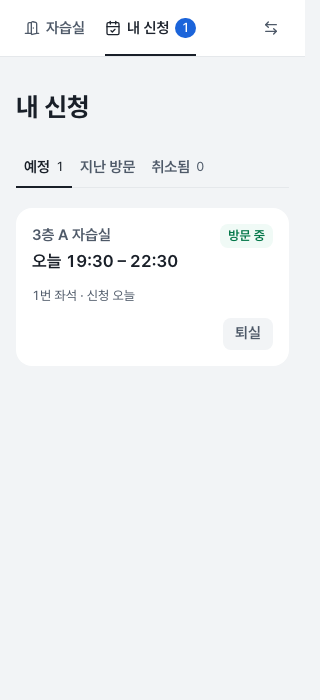 자습실 내 신청 1
내 신청
예정 1 지난 방문 취소됨 0
3층 A 자습실 방문 중
오늘 19:30 – 22:30
1번 좌석 · 신청 오늘
퇴실